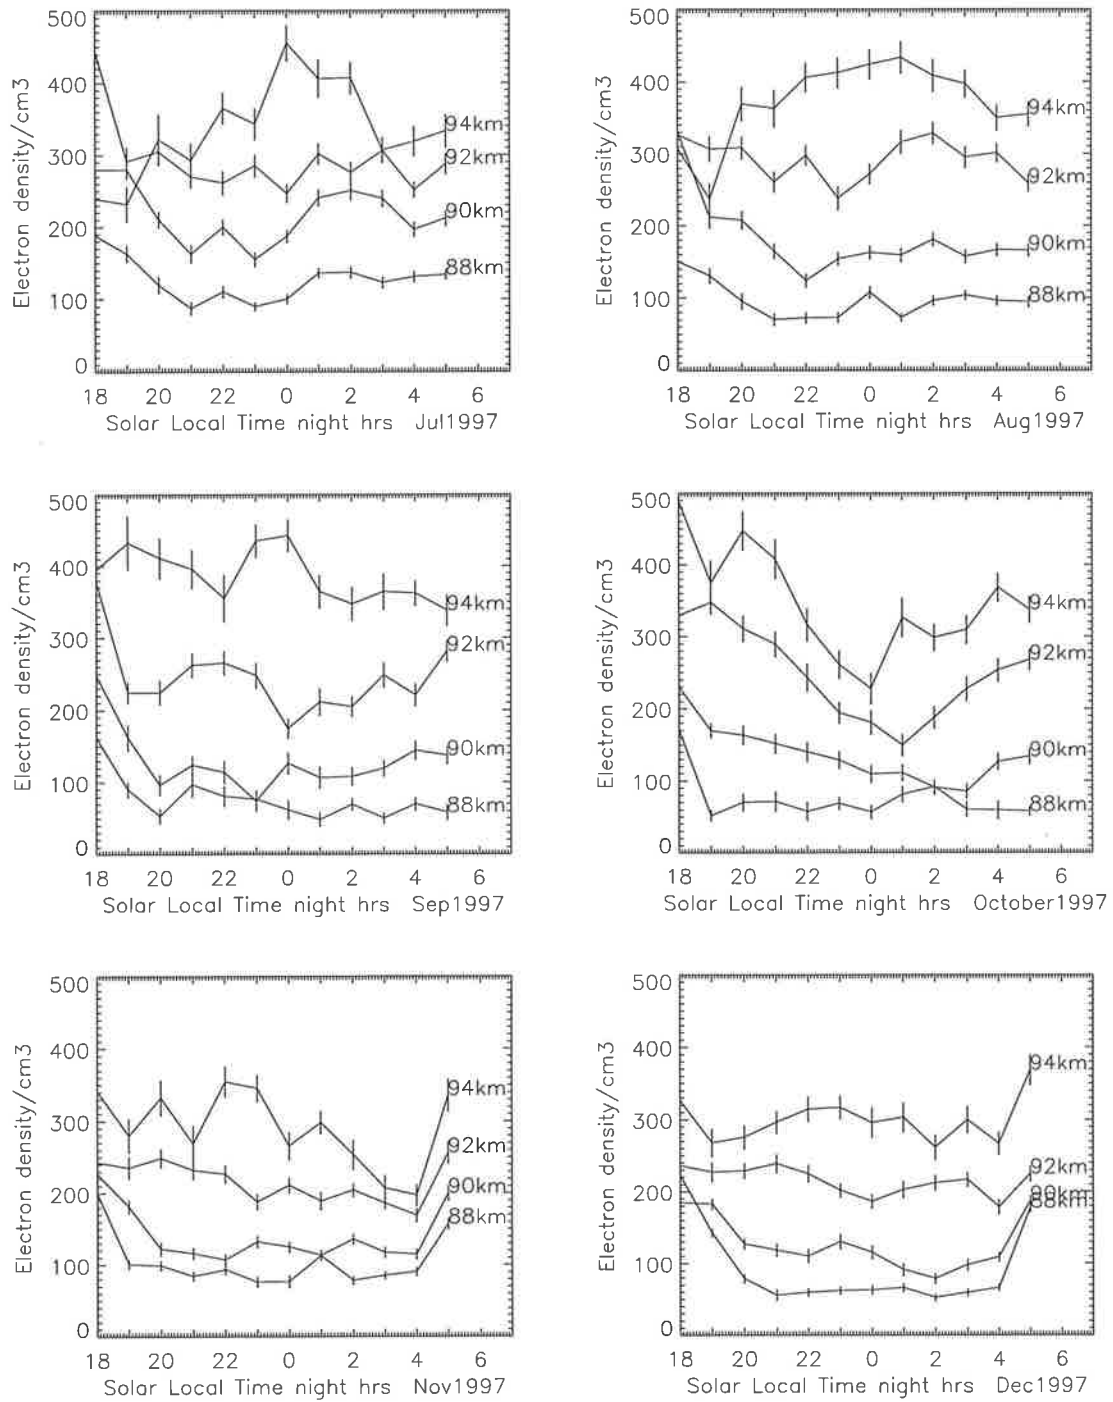 500
400
300
200
100
0
Electron density/cm3
94km
92km
90km
88km
18 20 22 0 2 4 6
Solar Local Time night hrs Jul1997
500
400
300
200
100
0
Electron density/cm3
94km
92km
90km
88km
18 20 22 0 2 4 6
Solar Local Time night hrs Aug1997
500
400
300
200
100
0
Electron density/cm3
94km
92km
90km
88km
18 20 22 0 2 4 6
Solar Local Time night hrs Sep1997
500
400
300
200
100
0
Electron density/cm3
94km
92km
90km
88km
18 20 22 0 2 4 6
Solar Local Time night hrs October1997
500
400
300
200
100
0
Electron density/cm3
94km
92km
90km
88km
18 20 22 0 2 4 6
Solar Local Time night hrs Nov1997
500
400
300
200
100
0
Electron density/cm3
94km
92km
90km
88km
18 20 22 0 2 4 6
Solar Local Time night hrs Dec1997